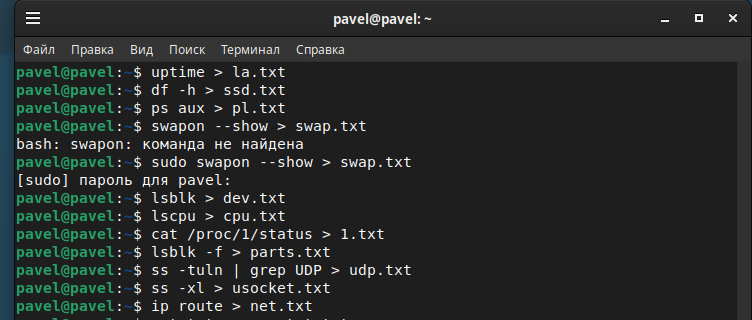 pavel@pavel: ~
Файл Правка Вид Поиск Терминал Справка
pavel@pavel:~$ uptime > la.txt
pavel@pavel:~$ df -h > ssd.txt
pavel@pavel:~$ ps aux > pl.txt
pavel@pavel:~$ swapon --show > swap.txt
bash: swapon: команда не найдена
pavel@pavel:~$ sudo swapon --show > swap.txt
[sudo] пароль для pavel:
pavel@pavel:~$ lsblk > dev.txt
pavel@pavel:~$ lscpu > cpu.txt
pavel@pavel:~$ cat /proc/1/status > 1.txt
pavel@pavel:~$ lsblk -f > parts.txt
pavel@pavel:~$ ss -tuln | grep UDP > udp.txt
pavel@pavel:~$ ss -xl > usocket.txt
pavel@pavel:~$ ip route > net.txt